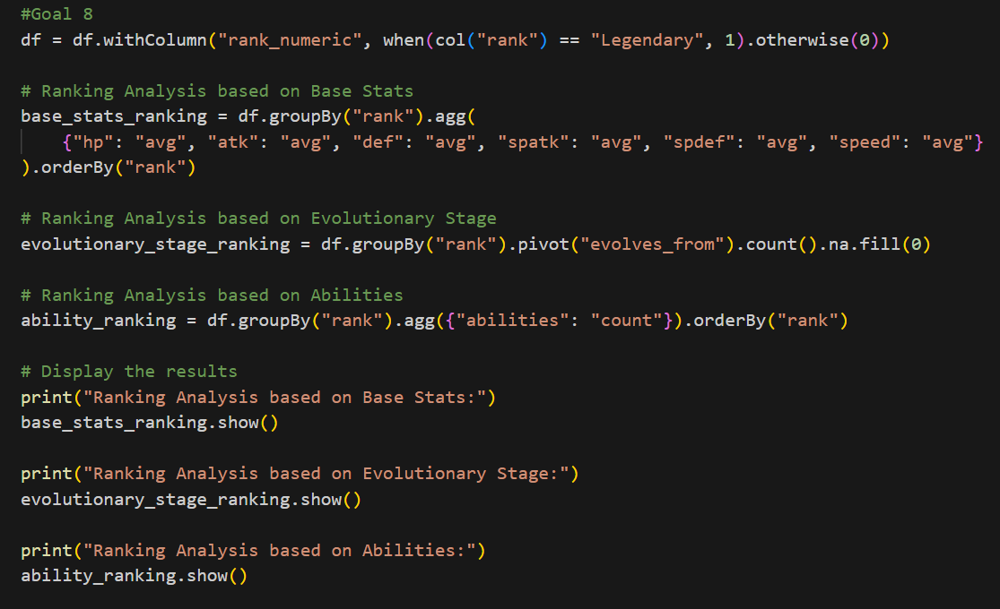 #Goal 8
df = df.withColumn("rank_numeric", when(col("rank") == "Legendary", 1).otherwise(0))
# Ranking Analysis based on Base Stats
base_stats_ranking = df.groupBy("rank").agg(
    {"hp": "avg", "atk": "avg", "def": "avg", "spatk": "avg", "spdef": "avg", "speed": "avg"}
).orderBy("rank")
# Ranking Analysis based on Evolutionary Stage
evolutionary_stage_ranking = df.groupBy("rank").pivot("evolves_from").count().na.fill(0)
# Ranking Analysis based on Abilities
ability_ranking = df.groupBy("rank").agg({"abilities": "count"}).orderBy("rank")
# Display the results
print("Ranking Analysis based on Base Stats:")
base_stats_ranking.show()
print("Ranking Analysis based on Evolutionary Stage:")
evolutionary_stage_ranking.show()
print("Ranking Analysis based on Abilities:")
ability_ranking.show()